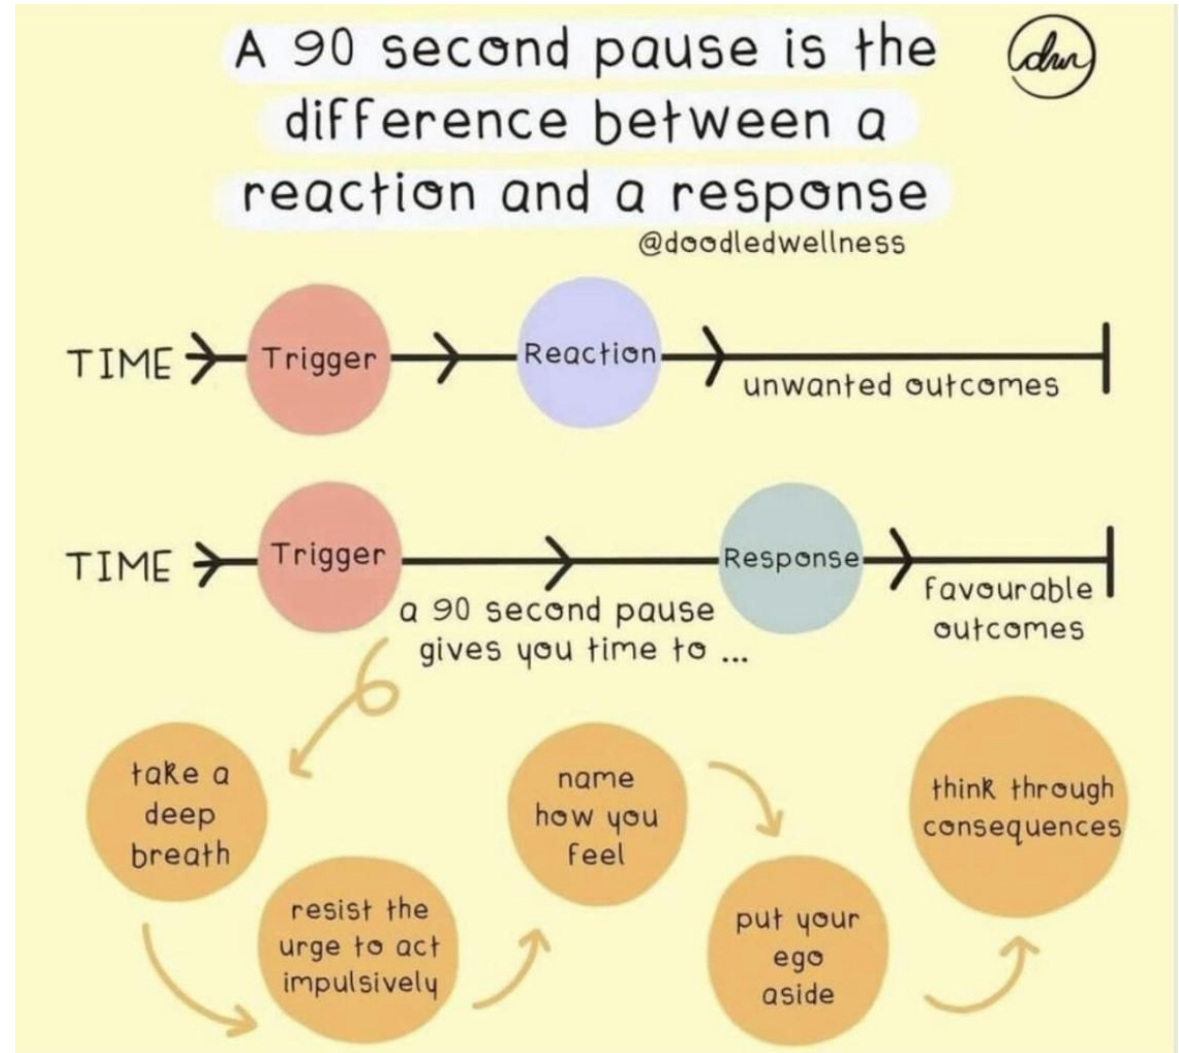 A 90 second pause is the
difference between a
reaction and a response
dw
@doodledwellness
TIME Trigger Reaction
unwanted outcomes
TIME Trigger Response
a 90 second pause
gives you time to ...
favourable
outcomes
take a
deep
breath
resist the
urge to act
impulsively
name
how you
feel
put your
ego
aside
think through
consequences